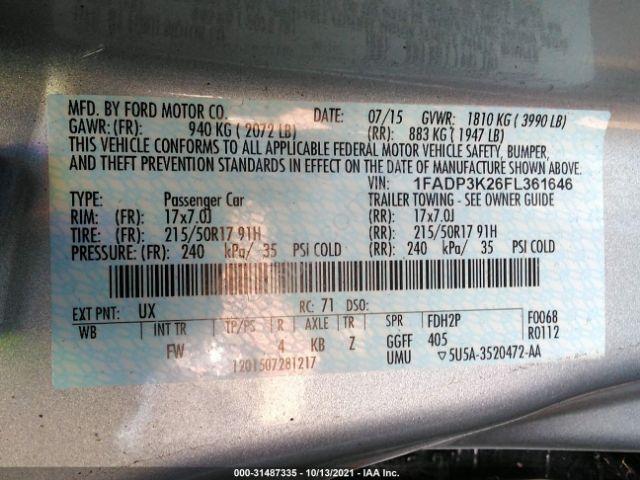 MFD. BY FORD MOTOR CO. DATE: 07/15 GVWR: 1810 KG ( 3990 LB)
GAWR: (FR): 940 KG ( 2072 LB) (RR): 883 KG ( 1947 LB)
THIS VEHICLE CONFORMS TO ALL APPLICABLE FEDERAL MOTOR VEHICLE SAFETY, BUMPER,
AND THEFT PREVENTION STANDARDS IN EFFECT ON THE DATE OF MANUFACTURE SHOWN ABOVE.
VIN: 1FADP3K26FL361646
TYPE: Passenger Car TRAILER TOWING - SEE OWNER GUIDE
RIM: (FR): 17x7.0J (RR): 17x7.0J
TIRE: (FR): 215/50R17 91H (RR): 215/50R17 91H
PRESSURE: (FR): 240 kPa/ 35 PSI COLD (RR): 240 kPa/ 35 PSI COLD
EXT PNT: UX RC: 71 DSO:
WB INT TR TP/PS R AXLE TR SPR FDH2P F0068
FW 4 KB Z GGFF 405 R0112
1201507281217 UMU ▽5U5A-3520472-AA
000-31487335 - 10/13/2021 - IAA Inc.